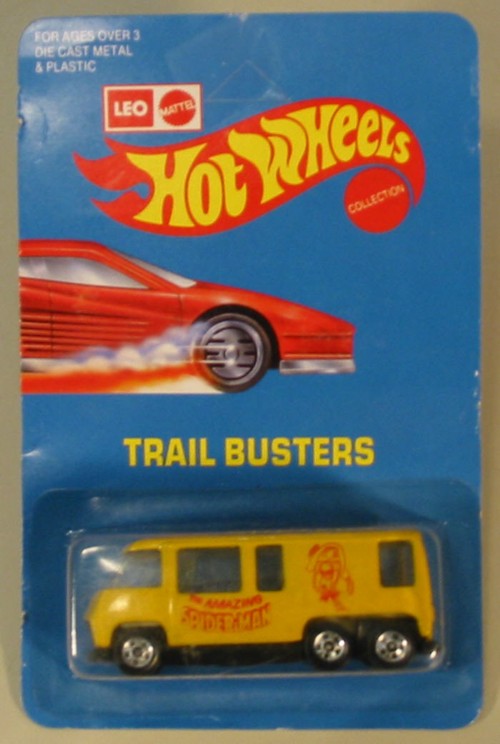 FOR AGES OVER 3
DIE CAST METAL
& PLASTIC
LEO
MATTEL
HOT WHEELS
COLLECTION
TRAIL BUSTERS
THE AMAZING
SPIDER-MAN